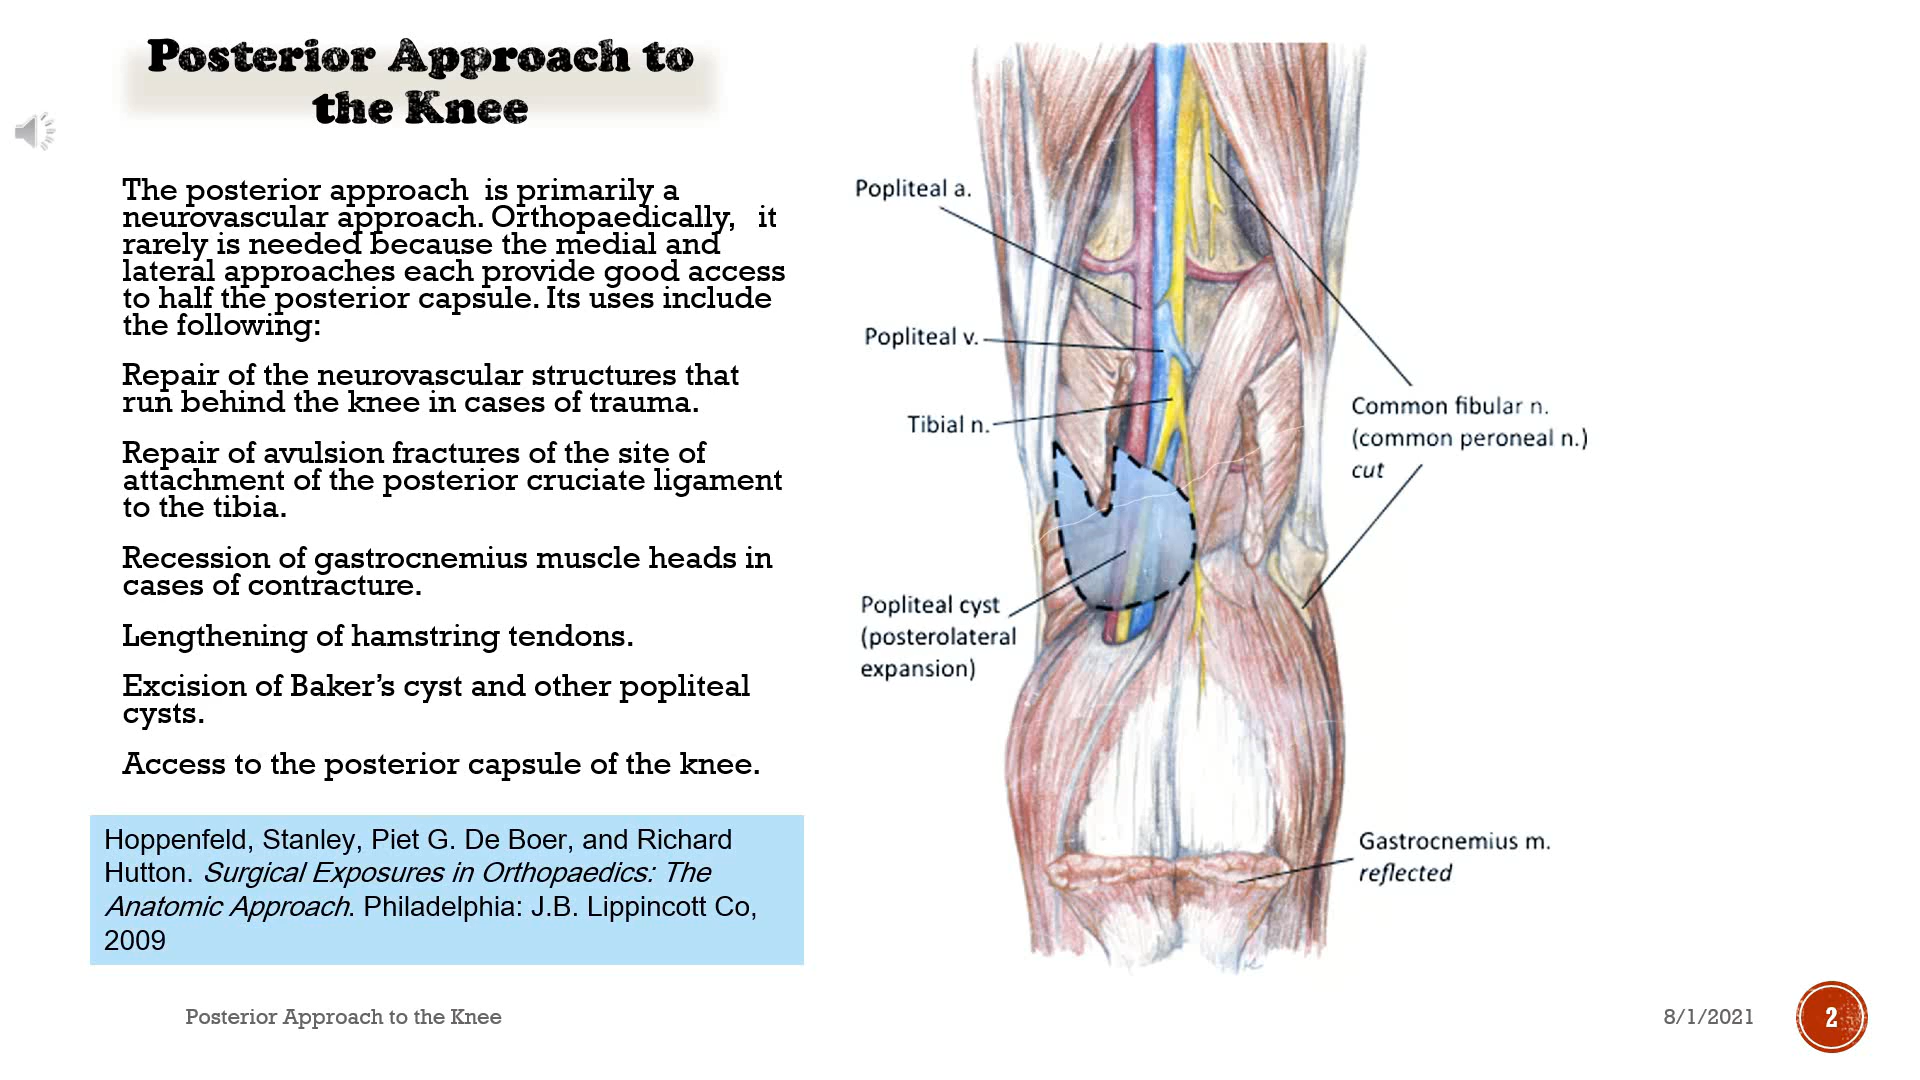 Posterior Approach to
the Knee
The posterior approach is primarily a
neurovascular approach. Orthopaedically, it
rarely is needed because the medial and
lateral approaches each provide good access
to half the posterior capsule. Its uses include
the following:
Repair of the neurovascular structures that
run behind the knee in cases of trauma.
Repair of avulsion fractures of the site of
attachment of the posterior cruciate ligament
to the tibia.
Recession of gastrocnemius muscle heads in
cases of contracture.
Lengthening of hamstring tendons.
Excision of Baker’s cyst and other popliteal
cysts.
Access to the posterior capsule of the knee.
Hoppenfeld, Stanley, Piet G. De Boer, and Richard
Hutton. Surgical Exposures in Orthopaedics: The
Anatomic Approach. Philadelphia: J.B. Lippincott Co,
2009
Popliteal a.
Popliteal v.
Tibial n.
Popliteal cyst
(posterolateral
expansion)
Common fibular n.
(common peroneal n.)
cut
Gastrocnemius m.
reflected
Posterior Approach to the Knee
8/1/2021
2